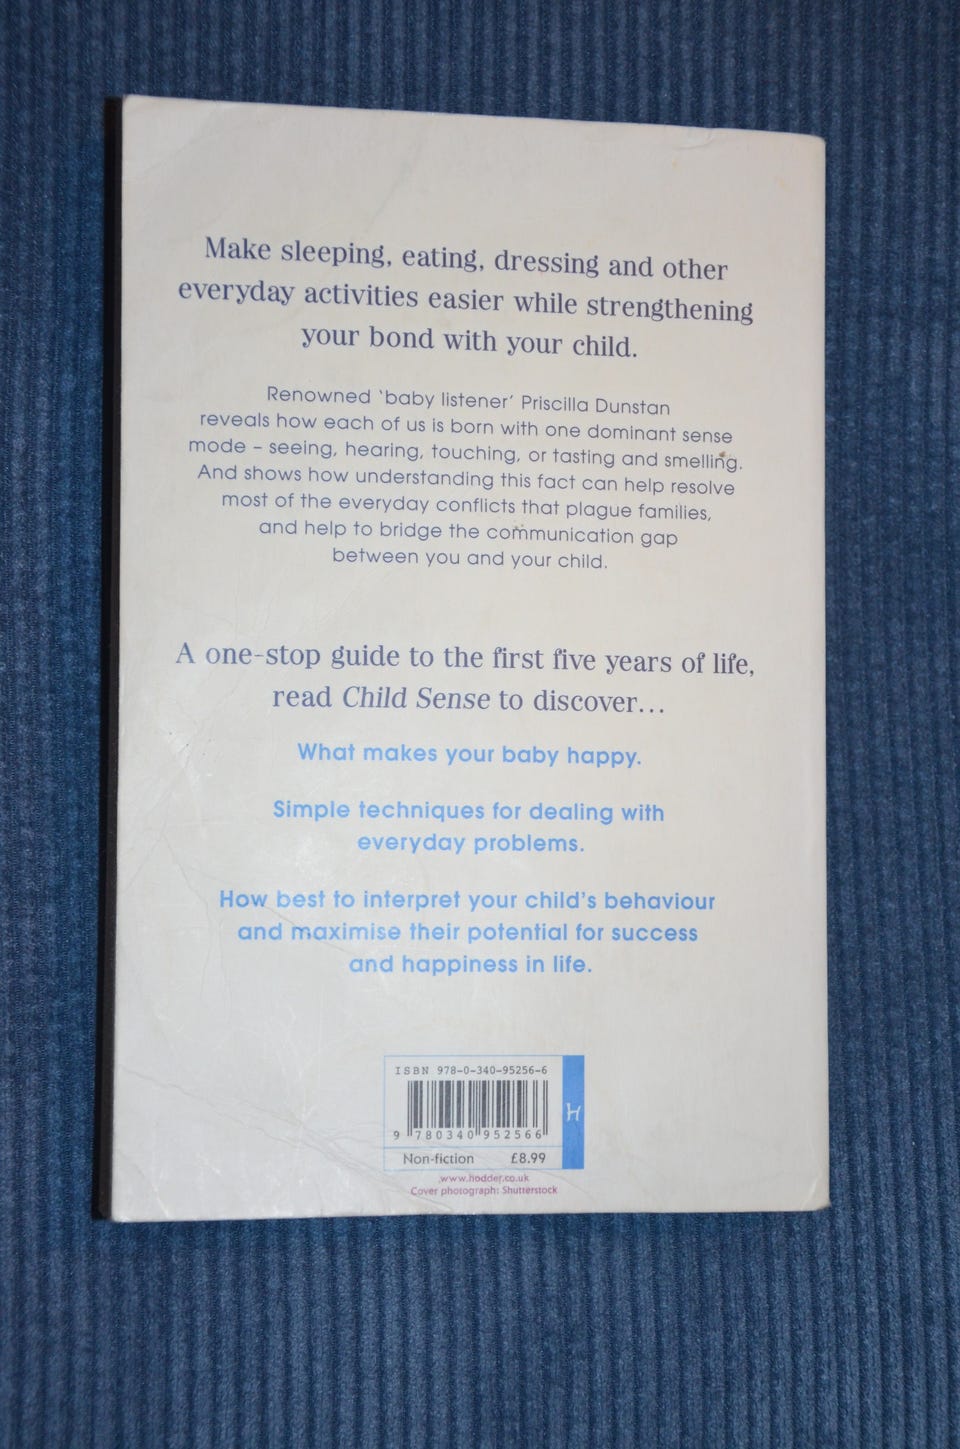 Make sleeping, eating, dressing and other
everyday activities easier while strengthening
your bond with your child.
Renowned 'baby listener' Priscilla Dunstan
reveals how each of us is born with one dominant sense
mode – seeing, hearing, touching, or tasting and smelling.
And shows how understanding this fact can help resolve
most of the everyday conflicts that plague families,
and help to bridge the communication gap
between you and your child.
A one-stop guide to the first five years of life,
read Child Sense to discover...
What makes your baby happy.
Simple techniques for dealing with
everyday problems.
How best to interpret your child's behaviour
and maximise their potential for success
and happiness in life.
ISBN 978-0-340-95256-6
H
9 780340 952566
Non-fiction £8.99
www.hodder.co.uk
Cover photograph: Shutterstock